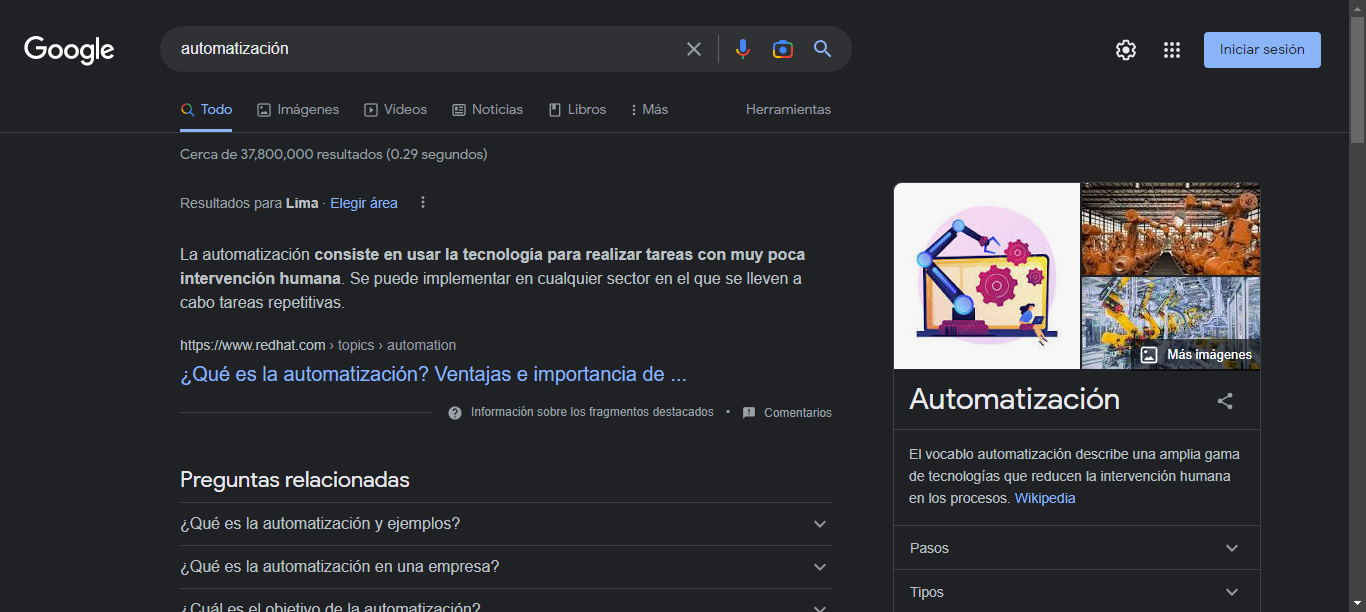 Google
automatización
Iniciar sesión
Todo
Imágenes
Vídeos
Noticias
Libros
Más
Herramientas
Cerca de 37,800,000 resultados (0.29 segundos)
Resultados para Lima · Elegir área
La automatización consiste en usar la tecnología para realizar tareas con muy poca
intervención humana. Se puede implementar en cualquier sector en el que se lleven a
cabo tareas repetitivas.
https://www.redhat.com › topics › automation
¿Qué es la automatización? Ventajas e importancia de ...
Información sobre los fragmentos destacados • Comentarios
Preguntas relacionadas
¿Qué es la automatización y ejemplos?
¿Qué es la automatización en una empresa?
¿Cuál es el objetivo de la automatización?
Más imágenes
Automatización
El vocablo automatización describe una amplia gama
de tecnologías que reducen la intervención humana
en los procesos. Wikipedia
Pasos
Tipos